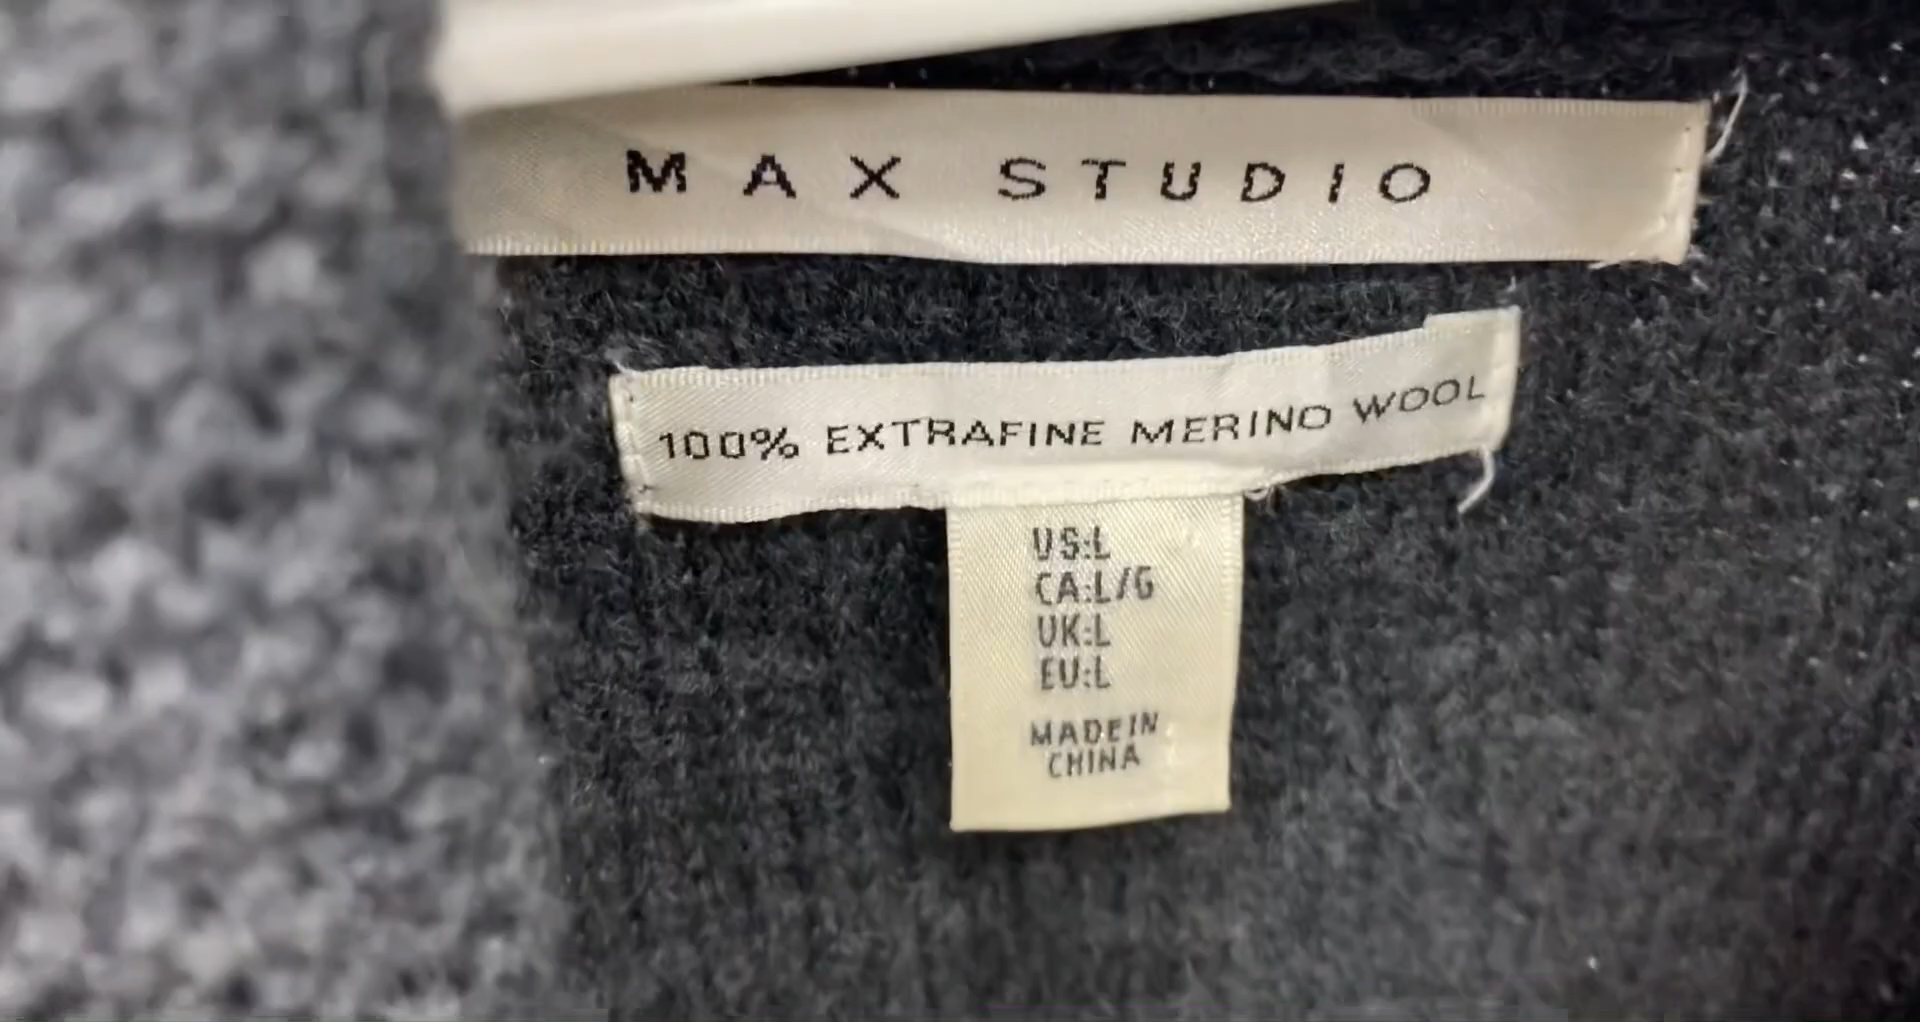 MAX STUDIO
100% EXTRAFINE MERINO WOOL
US:L
CA:L/G
UK:L
EU:L
MADE IN
CHINA